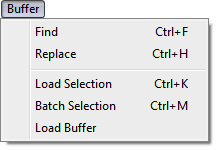 Buffer
Find Ctrl+F
Replace Ctrl+H
Load Selection Ctrl+K
Batch Selection Ctrl+M
Load Buffer